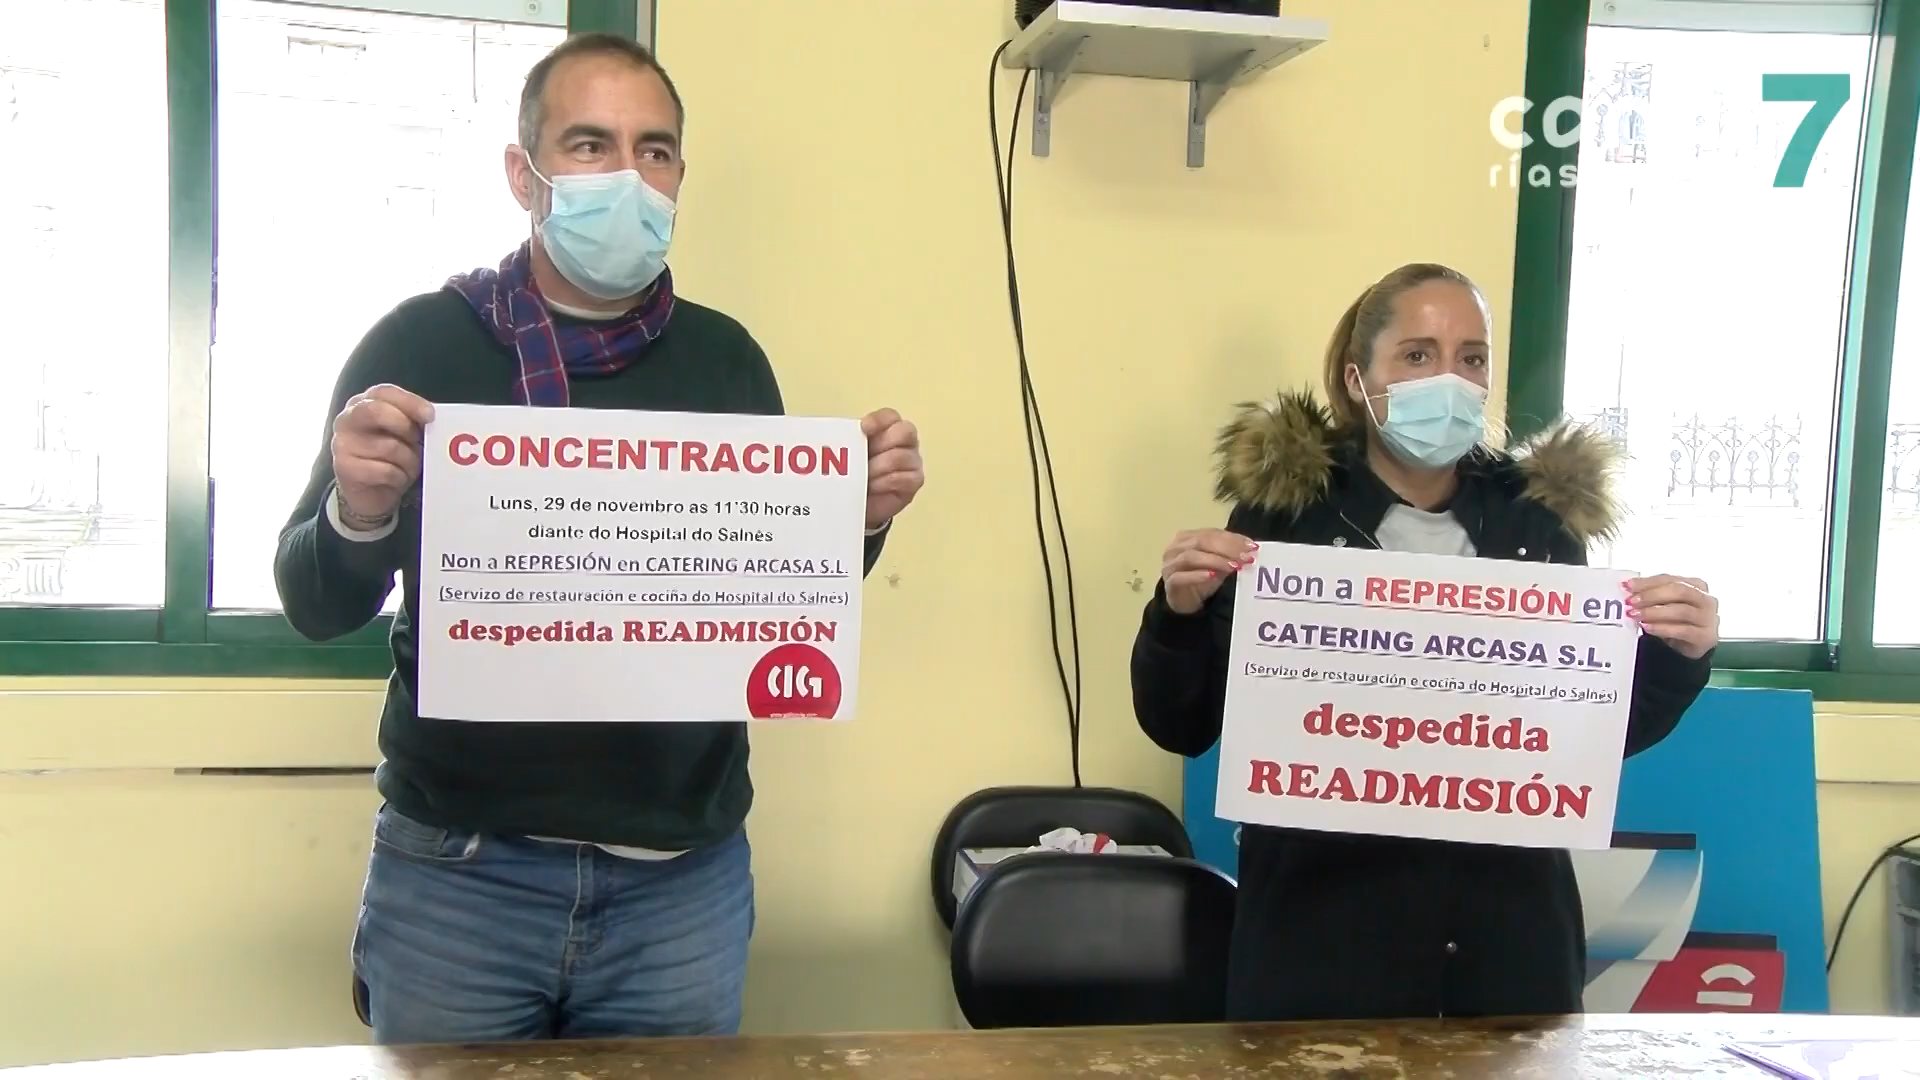 CONCENTRACION
Luns, 29 de novembro as 11'30 horas
diante do Hospital do Salnés
Non a REPRESIÓN en CATERING ARCASA S.L.
(Servizo de restauración e cociña do Hospital do Salnés)
despedida READMISIÓN
CIG
Non a REPRESIÓN en
CATERING ARCASA S.L.
(Servizo de restauración e cociña do Hospital do Salnés)
despedida
READMISIÓN
7
rías